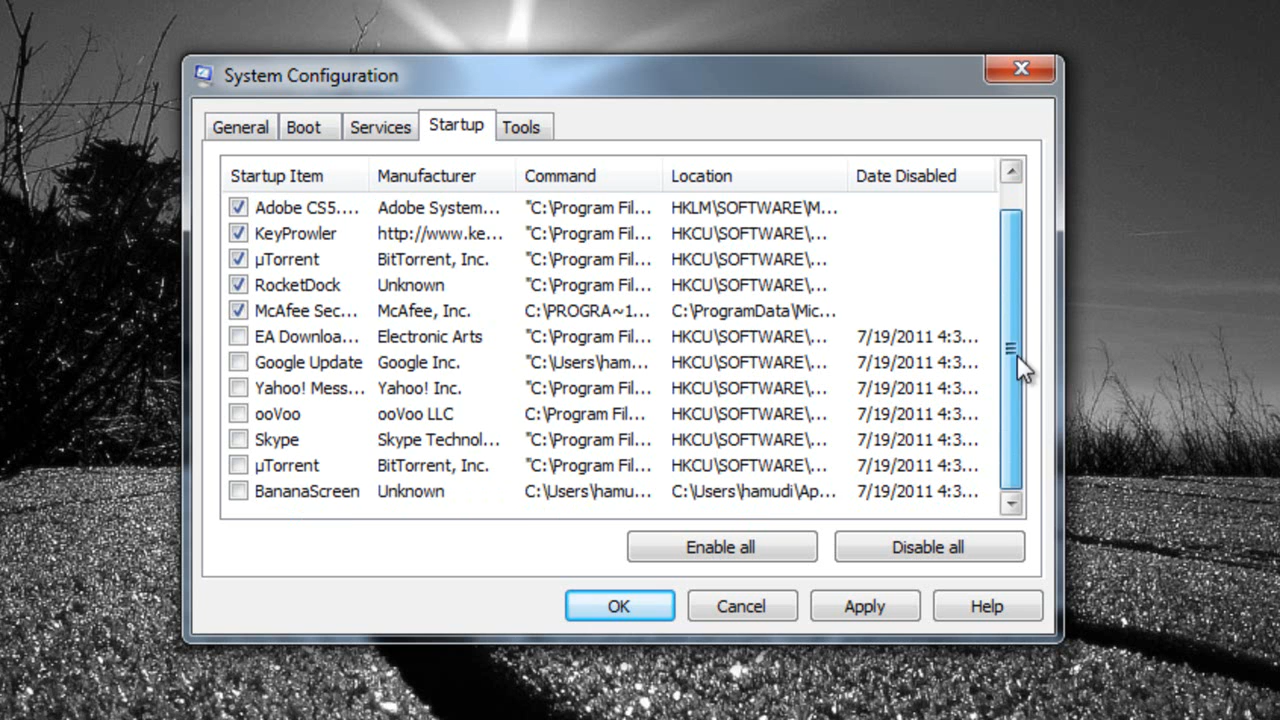 System Configuration
General Boot Services Startup Tools
Startup Item Manufacturer Command Location Date Disabled
Adobe CS5.... Adobe System... "C:\Program Fil... HKLM\SOFTWARE\M...
KeyProwler http://www.ke... "C:\Program Fil... HKCU\SOFTWARE\...
µTorrent BitTorrent, Inc. "C:\Program Fil... HKCU\SOFTWARE\...
RocketDock Unknown "C:\Program Fil... HKCU\SOFTWARE\...
McAfee Sec... McAfee, Inc. C:\PROGRA~1... C:\ProgramData\Mic...
EA Downloa... Electronic Arts "C:\Program Fil... HKCU\SOFTWARE\... 7/19/2011 4:3...
Google Update Google Inc. "C:\Users\ham... HKCU\SOFTWARE\... 7/19/2011 4:3...
Yahoo! Mess... Yahoo! Inc. "C:\Program Fil... HKCU\SOFTWARE\... 7/19/2011 4:3...
ooVoo ooVoo LLC C:\Program Fil... HKCU\SOFTWARE\... 7/19/2011 4:3...
Skype Skype Technol... "C:\Program Fil... HKCU\SOFTWARE\... 7/19/2011 4:3...
µTorrent BitTorrent, Inc. "C:\Program Fil... HKCU\SOFTWARE\... 7/19/2011 4:3...
BananaScreen Unknown C:\Users\hamu... C:\Users\hamudi\Ap... 7/19/2011 4:3...
Enable all Disable all
OK Cancel Apply Help